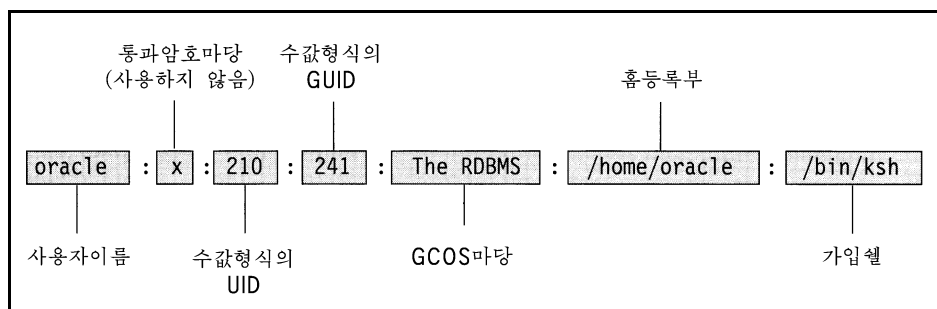 통과암호마당
(사용하지 않음)
수값형식의
GUID
홈등록부
oracle : x : 210 : 241 : The RDBMS : /home/oracle : /bin/ksh
사용자이름
수값형식의
UID
GCOS마당
가입쉘